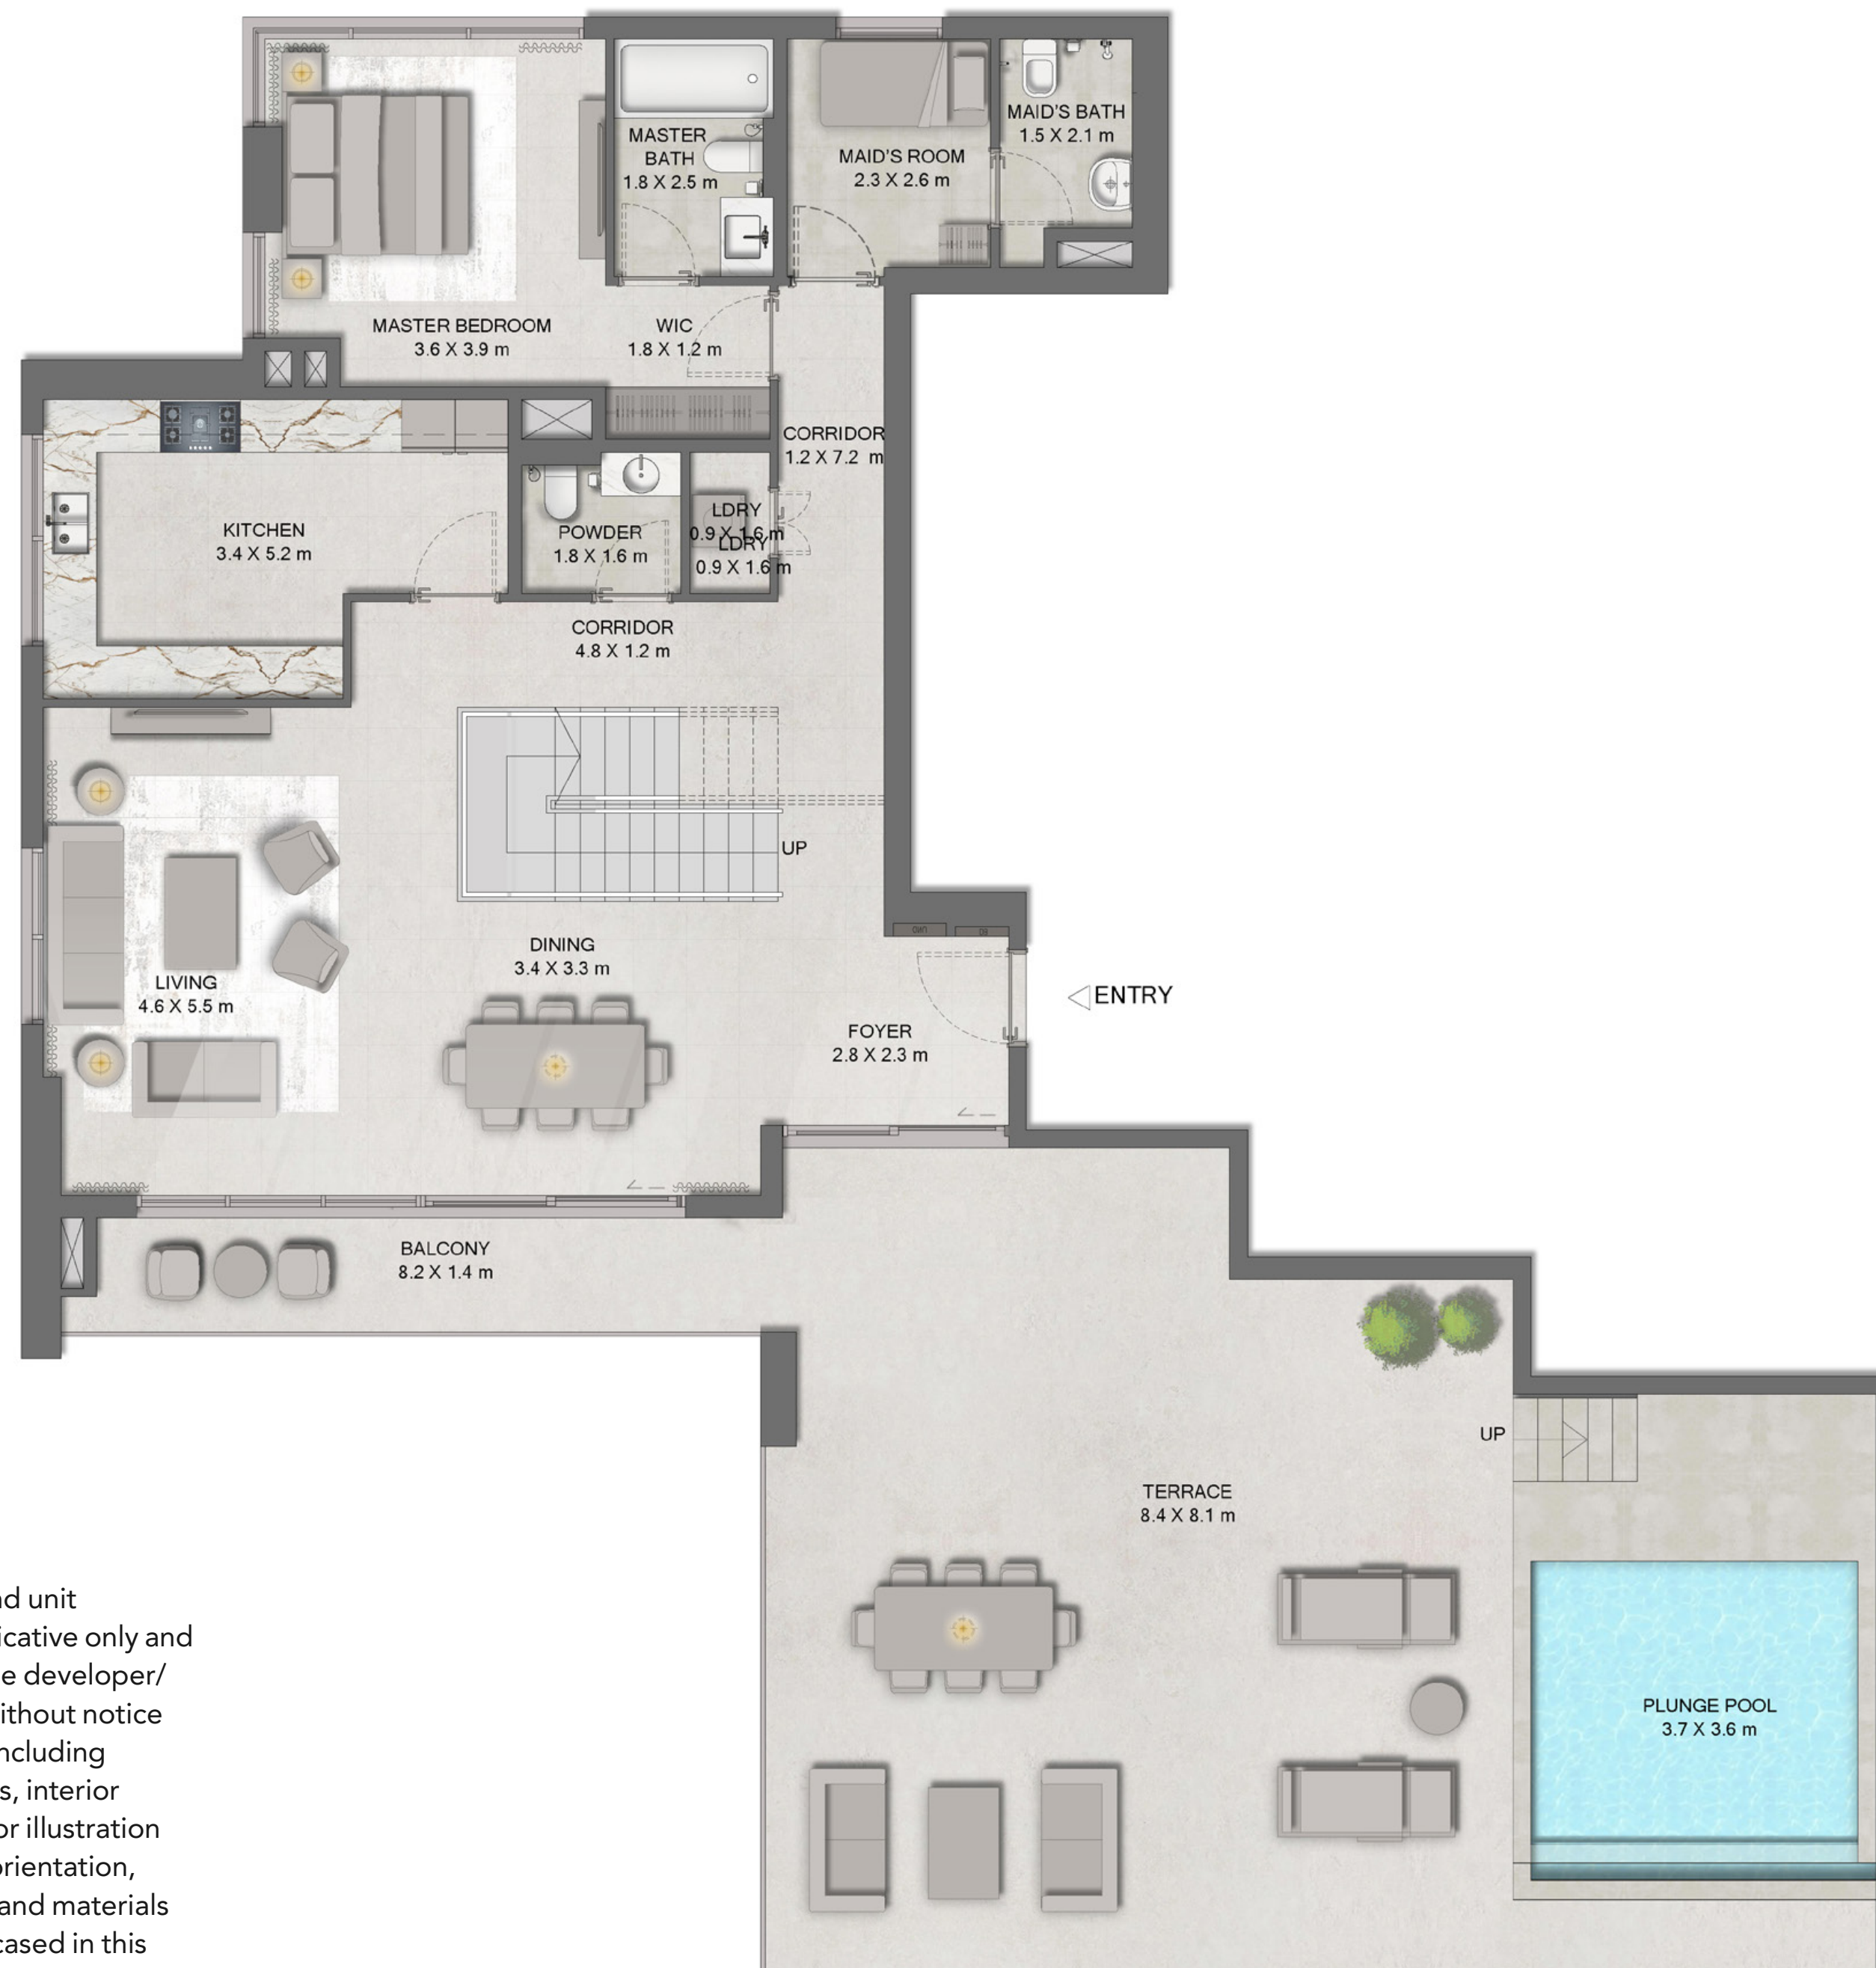 MASTER
BATH
1.8 X 2.5 m
MAID'S ROOM
2.3 X 2.6 m
MAID'S BATH
1.5 X 2.1 m
MASTER BEDROOM
3.6 X 3.9 m
WIC
1.8 X 1.2 m
CORRIDOR
1.2 X 7.2 m
KITCHEN
3.4 X 5.2 m
POWDER
1.8 X 1.6 m
LDRY
0.9 X 1.6 m
LDRY
0.9 X 1.6 m
CORRIDOR
4.8 X 1.2 m
UP
DINING
3.4 X 3.3 m
LIVING
4.6 X 5.5 m
FOYER
2.8 X 2.3 m
ENTRY
BALCONY
8.2 X 1.4 m
UP
TERRACE
8.4 X 8.1 m
PLUNGE POOL
3.7 X 3.6 m
nd unit
icative only and
e developer/
ithout notice
ncluding
s, interior
or illustration
orientation,
and materials
cased in this